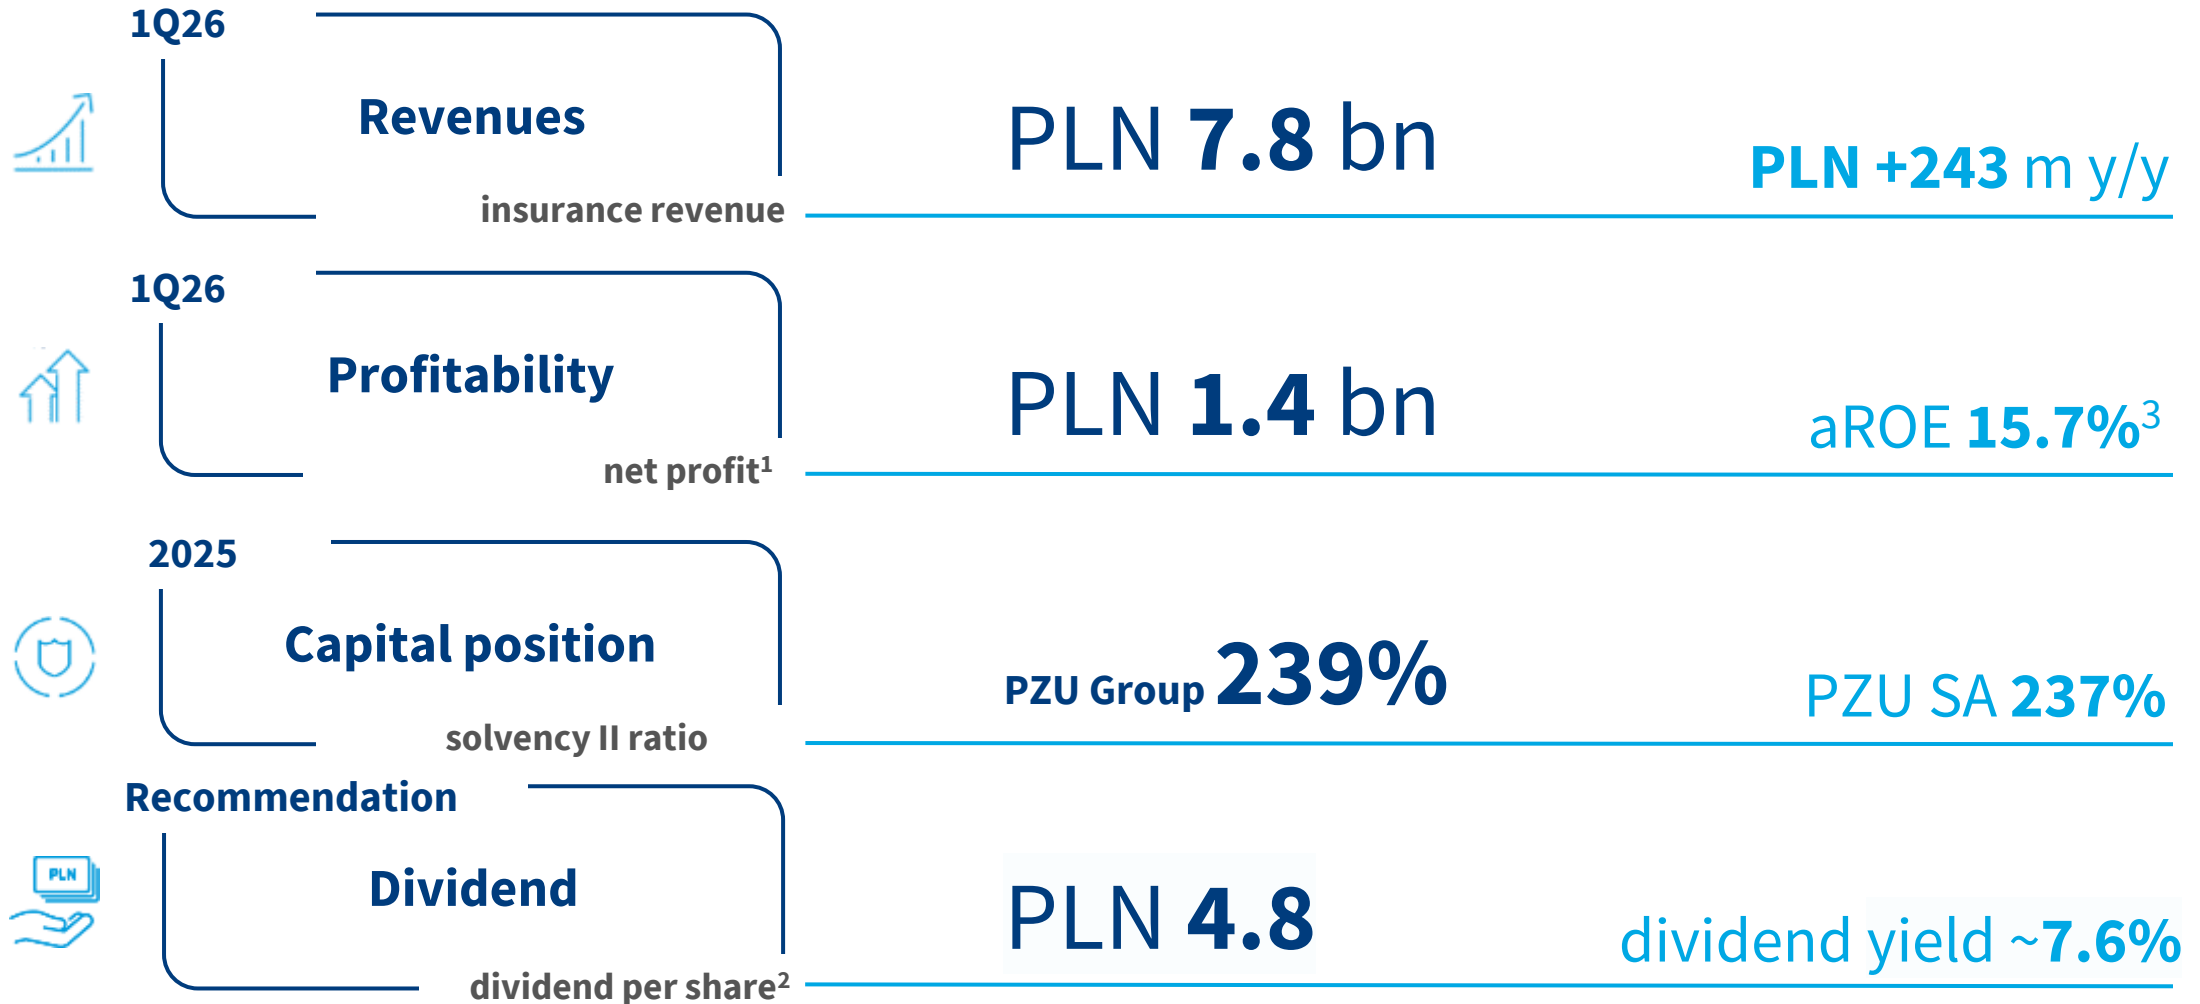 1Q26
Revenues
insurance revenue
PLN 7.8 bn
PLN +243 m y/y
1Q26
Profitability
net profit¹
PLN 1.4 bn
aROE 15.7%³
2025
Capital position
solvency II ratio
PZU Group 239%
PZU SA 237%
Recommendation
PLN
Dividend
dividend per share²
PLN 4.8
dividend yield ~7.6%